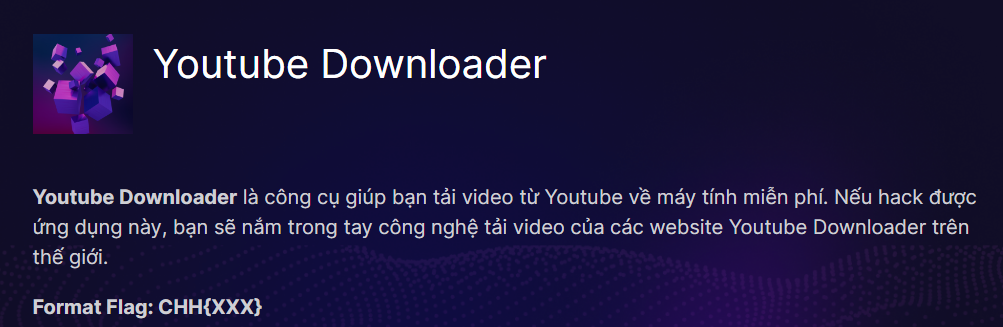 Youtube Downloader
Youtube Downloader là công cụ giúp bạn tải video từ Youtube về máy tính miễn phí. Nếu hack được
ứng dụng này, bạn sẽ nắm trong tay công nghệ tải video của các website Youtube Downloader trên
thế giới.
Format Flag: CHH{XXX}